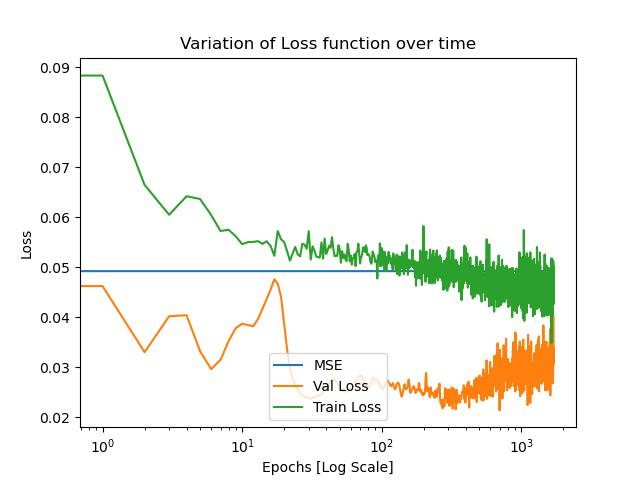 Variation of Loss function over time
0.09
0.08
0.07
0.06
0.05
0.04
0.03
0.02
Loss
MSE
Val Loss
Train Loss
10⁰
10¹
10²
10³
Epochs [Log Scale]